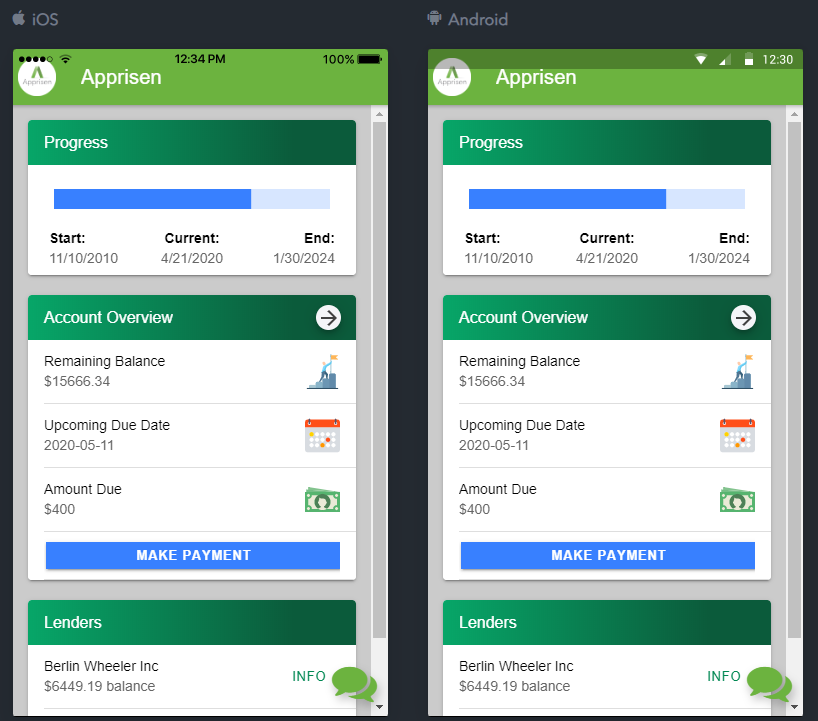 iOS
12:34 PM
100%
Apprisen
Apprisen
Progress
Start:
Current:
End:
11/10/2010
4/21/2020
1/30/2024
Account Overview
Remaining Balance
$15666.34
Upcoming Due Date
2020-05-11
Amount Due
$400
MAKE PAYMENT
Lenders
Berlin Wheeler Inc
$6449.19 balance
INFO
Android
12:30
Apprisen
Apprisen
Progress
Start:
Current:
End:
11/10/2010
4/21/2020
1/30/2024
Account Overview
Remaining Balance
$15666.34
Upcoming Due Date
2020-05-11
Amount Due
$400
MAKE PAYMENT
Lenders
Berlin Wheeler Inc
$6449.19 balance
INFO